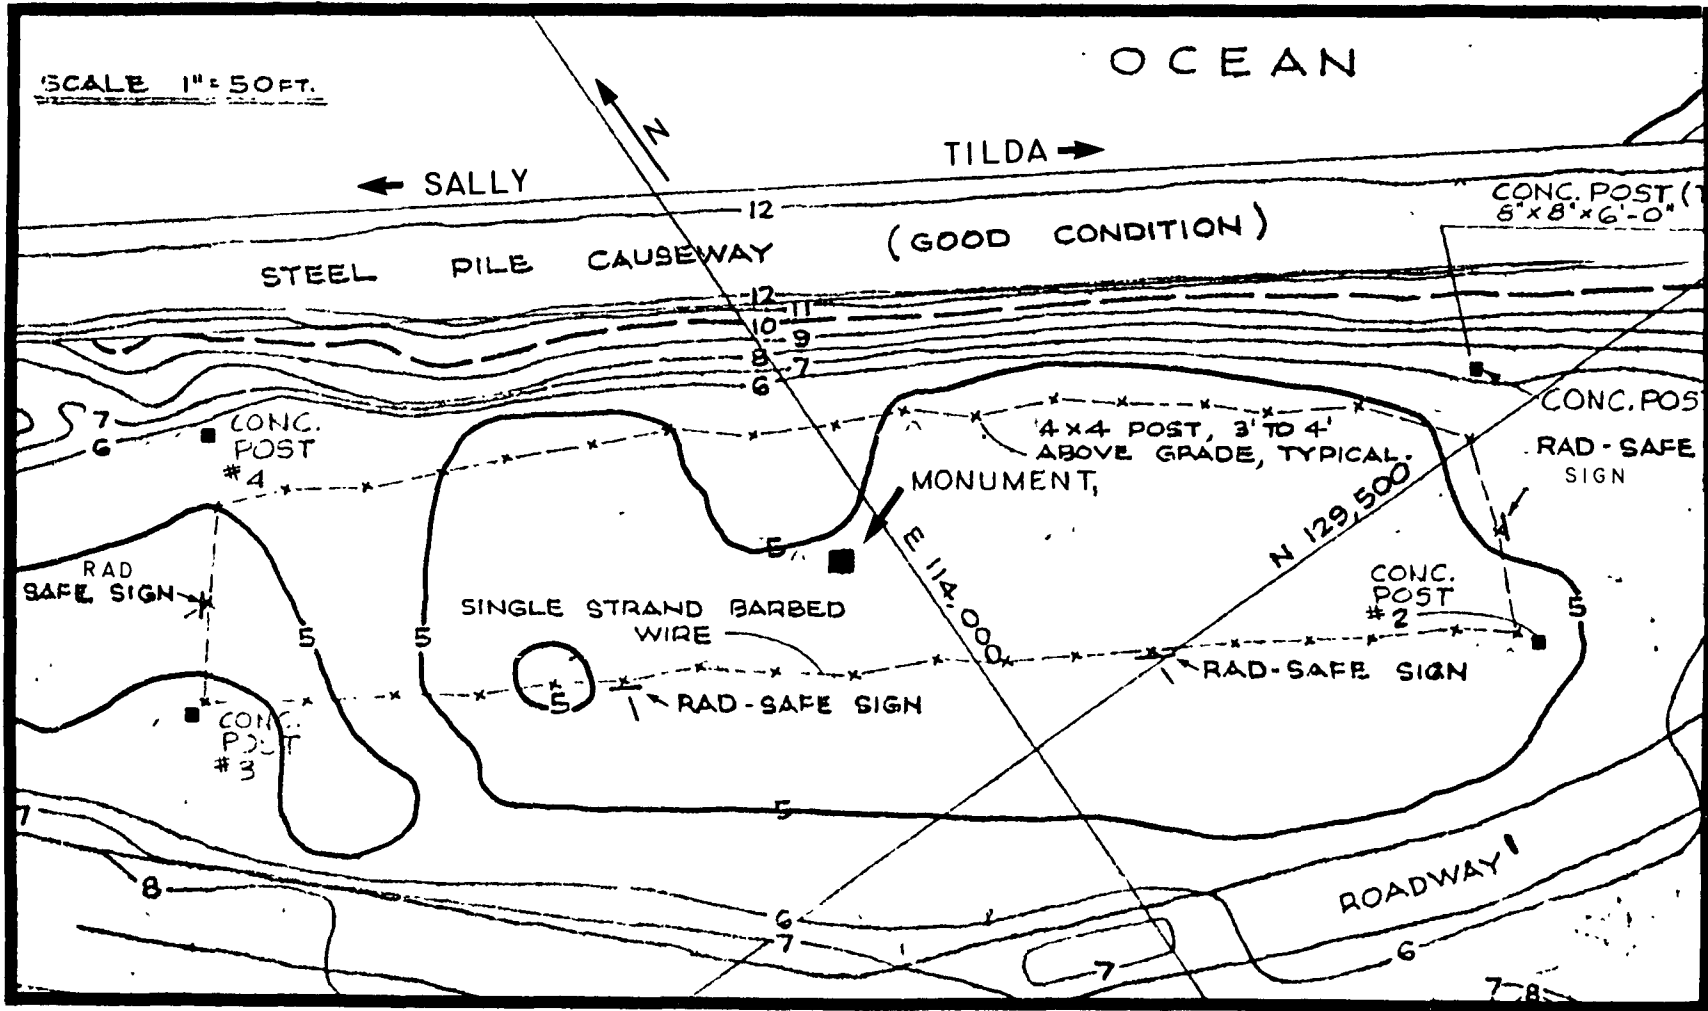 SCALE 1"=50FT.
OCEAN
N
TILDA
SALLY
CONC. POST
8"x8"x6'-0"
12
STEEL PILE CAUSEWAY (GOOD CONDITION)
12
11
10
9
8
7
6
7
6
CONC.
POST
#4
CONC. POS
4x4 POST, 3' TO 4'
ABOVE GRADE, TYPICAL.
RAD-SAFE
SIGN
MONUMENT,
N 129,500
E 114,000
5
RAD
SAFE SIGN
CONC.
POST
#2
SINGLE STRAND BARBED
WIRE
5
5
5
RAD-SAFE SIGN
5
RAD-SAFE SIGN
CONC.
POST
#3
5
7
8
ROADWAY
6
7
7
6
7
8